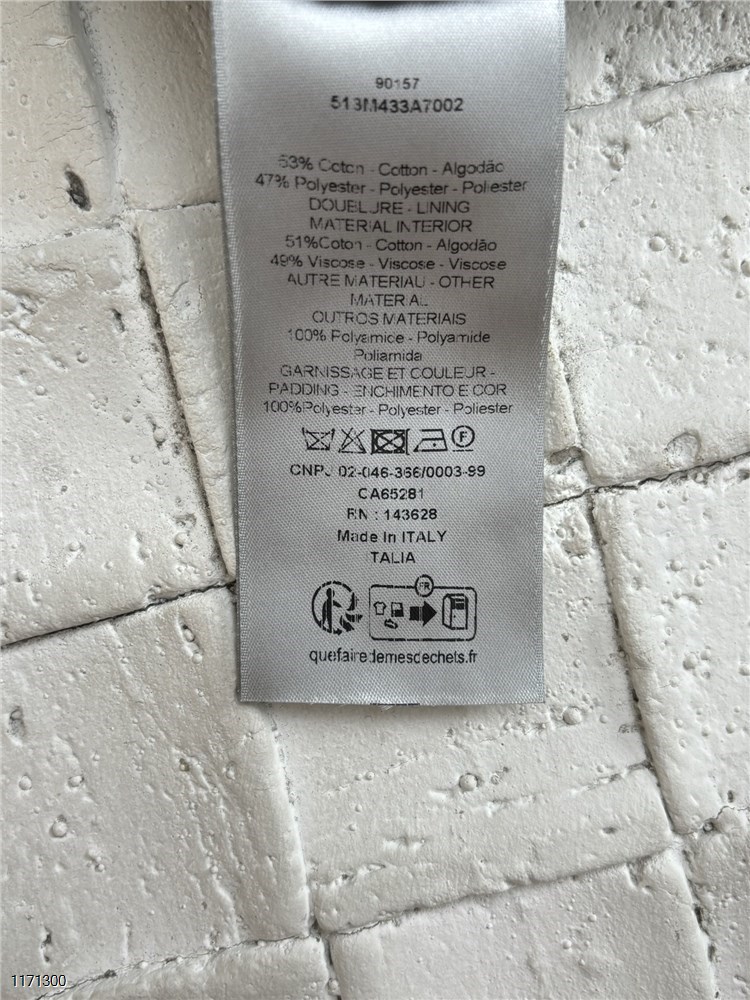 90157
513M433A7002
53% Coton - Cotton - Algodão
47% Polyester - Polyester - Poliester
DOUBLURE - LINING
MATERIAL INTERIOR
51%Coton - Cotton - Algodão
49% Viscose - Viscose - Viscose
AUTRE MATERIAU - OTHER
MATERIAL
OUTROS MATERIAIS
100% Polyamide - Polyamide
Poliamida
GARNISSAGE ET COULEUR -
PADDING - ENCHIMENTO E COR
100%Polyester - Polyester - Poliester
F
CNPJ 02-046-366/0003-99
CA65281
RN : 143628
Made In ITALY
TALIA
FR
quefairedemesdechets.fr
1171300